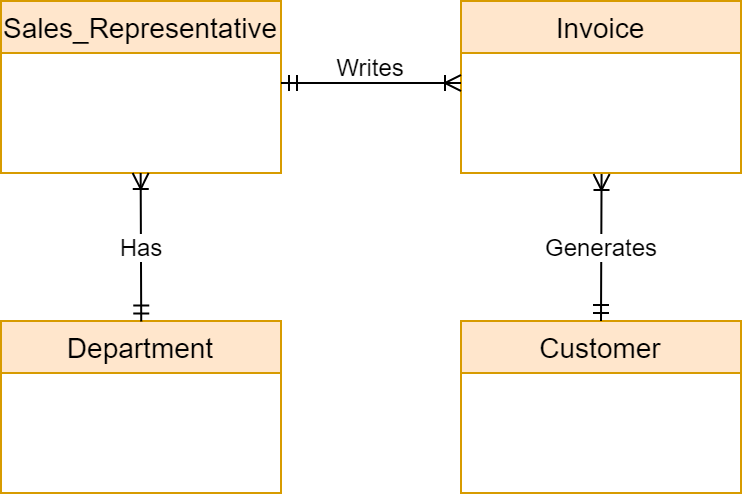 Sales_Representative
Invoice
Writes
Has
Generates
Department
Customer